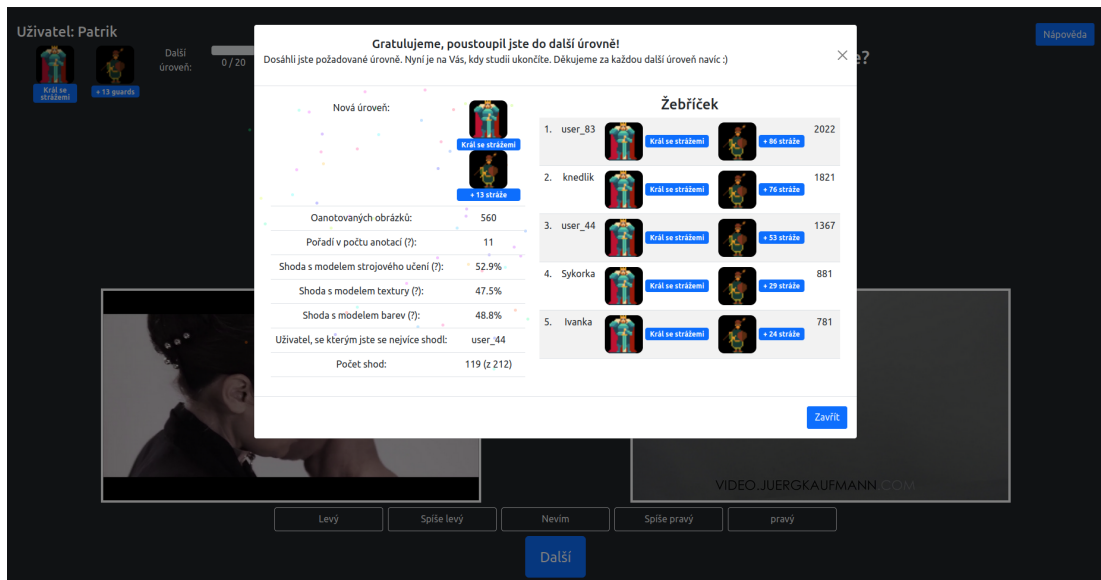 Uživatel: Patrik
Další úroveň:
0 / 20
Král se strážemi
+ 13 guards
Nápověda
e?
Gratulujeme, poustoupil jste do další úrovně!
Dosáhli jste požadované úrovně. Nyní je na Vás, kdy studii ukončíte. Děkujeme za každou další úroveň navíc :)
Nová úroveň:
Král se strážemi
+ 13 stráže
Oanotovaných obrázků: 560
Pořadí v počtu anotací (?): 11
Shoda s modelem strojového učení (?): 52.9%
Shoda s modelem textury (?): 47.5%
Shoda s modelem barev (?): 48.8%
Uživatel, se kterým jste se nejvíce shodl: user_44
Počet shod: 119 (z 212)
Žebříček
1. user_83 Král se strážemi + 86 stráže 2022
2. knedlik Král se strážemi + 76 stráže 1821
3. user_44 Král se strážemi + 53 stráže 1367
4. Sykorka Král se strážemi + 29 stráže 881
5. Ivanka Král se strážemi + 24 stráže 781
Zavřít
VIDEO.JUERGKAUFMANN.COM
Levý
Spíše levý
Nevím
Spíše pravý
pravý
Další